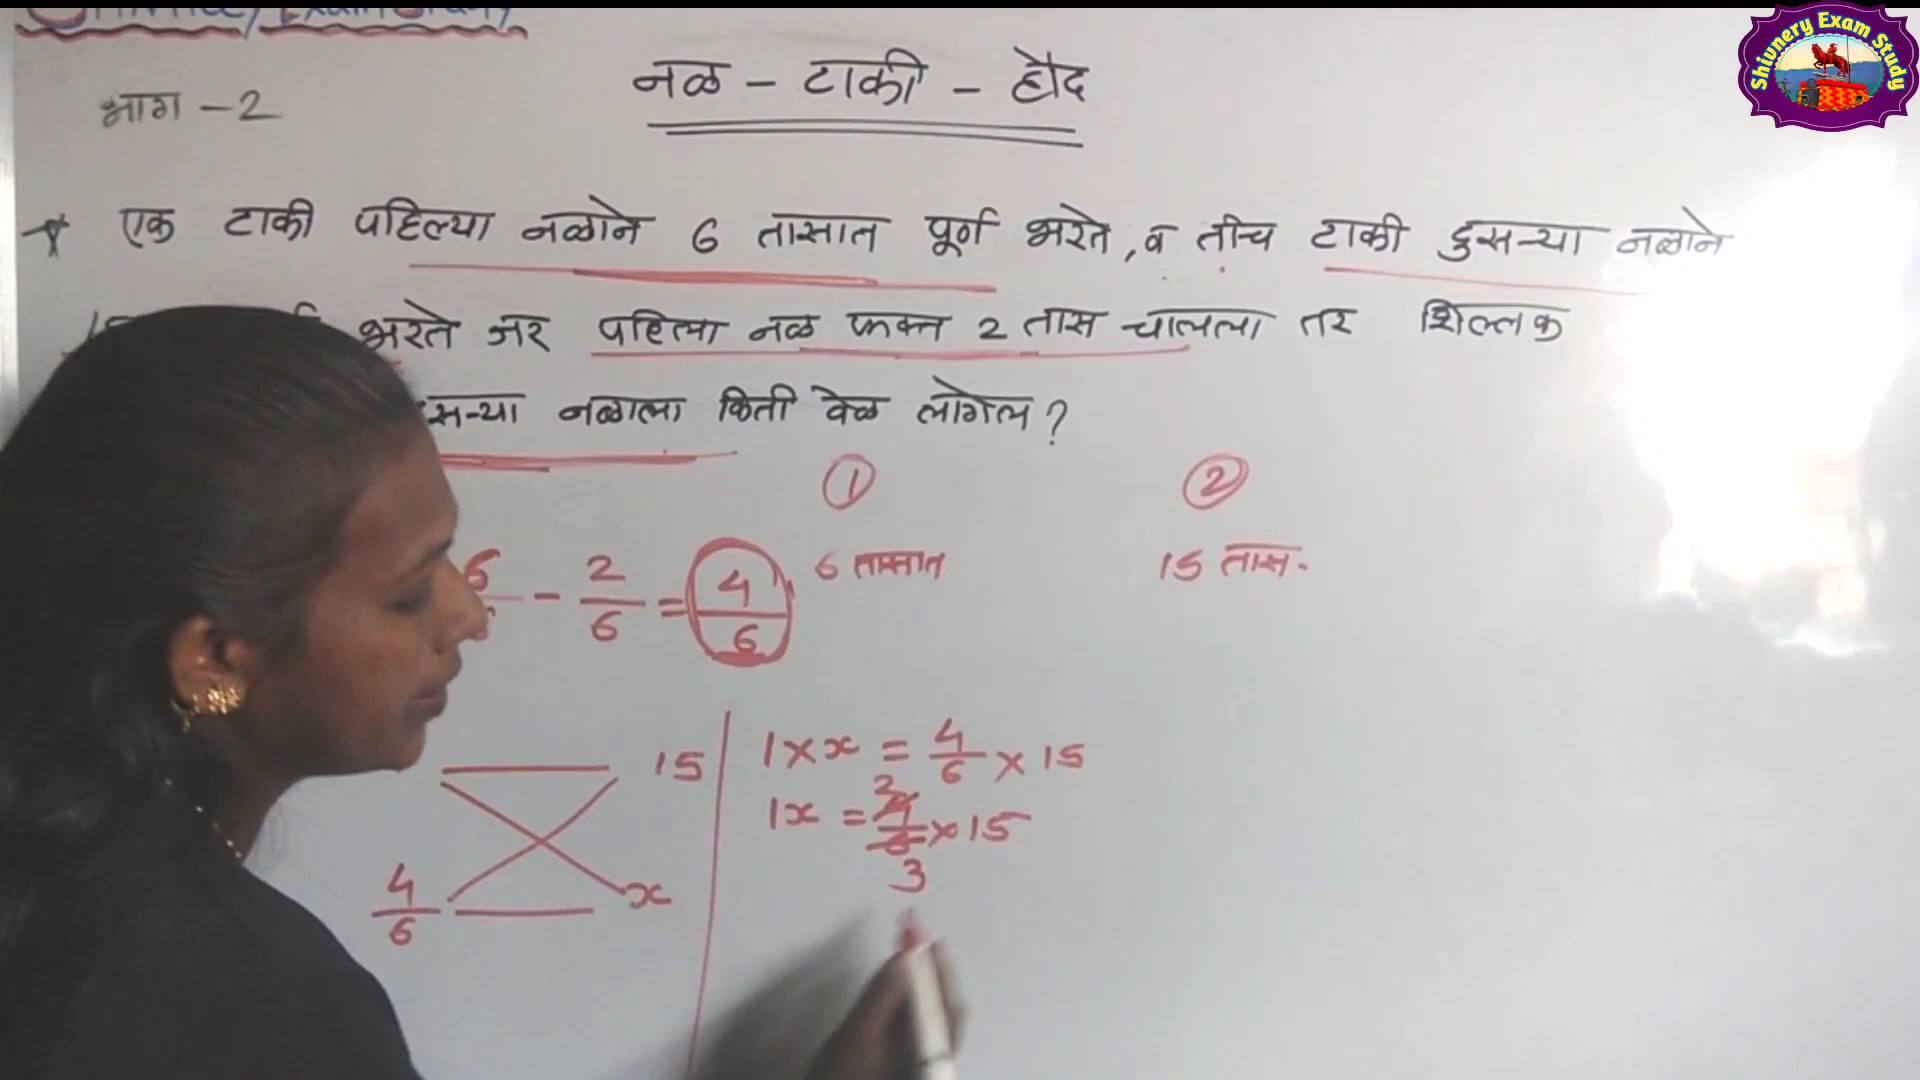 Shivnery Exam Study
नळ - टाकी - हौद
भाग - 2
* एक टाकी पहिल्या नळाने 6 तासात पूर्ण भरते, व तीच टाकी दुसऱ्या नळाने
भरते जर पहिला नळ फक्त 2 तास चालला तर शिल्लक
नळाला किती वेळ लागेल?
① ②
- 2/6 = 4/6 6 तासात 15 तास.
15
4/6 x
1 × x = 4/6 × 15
1x = 4/6 × 15
2
3